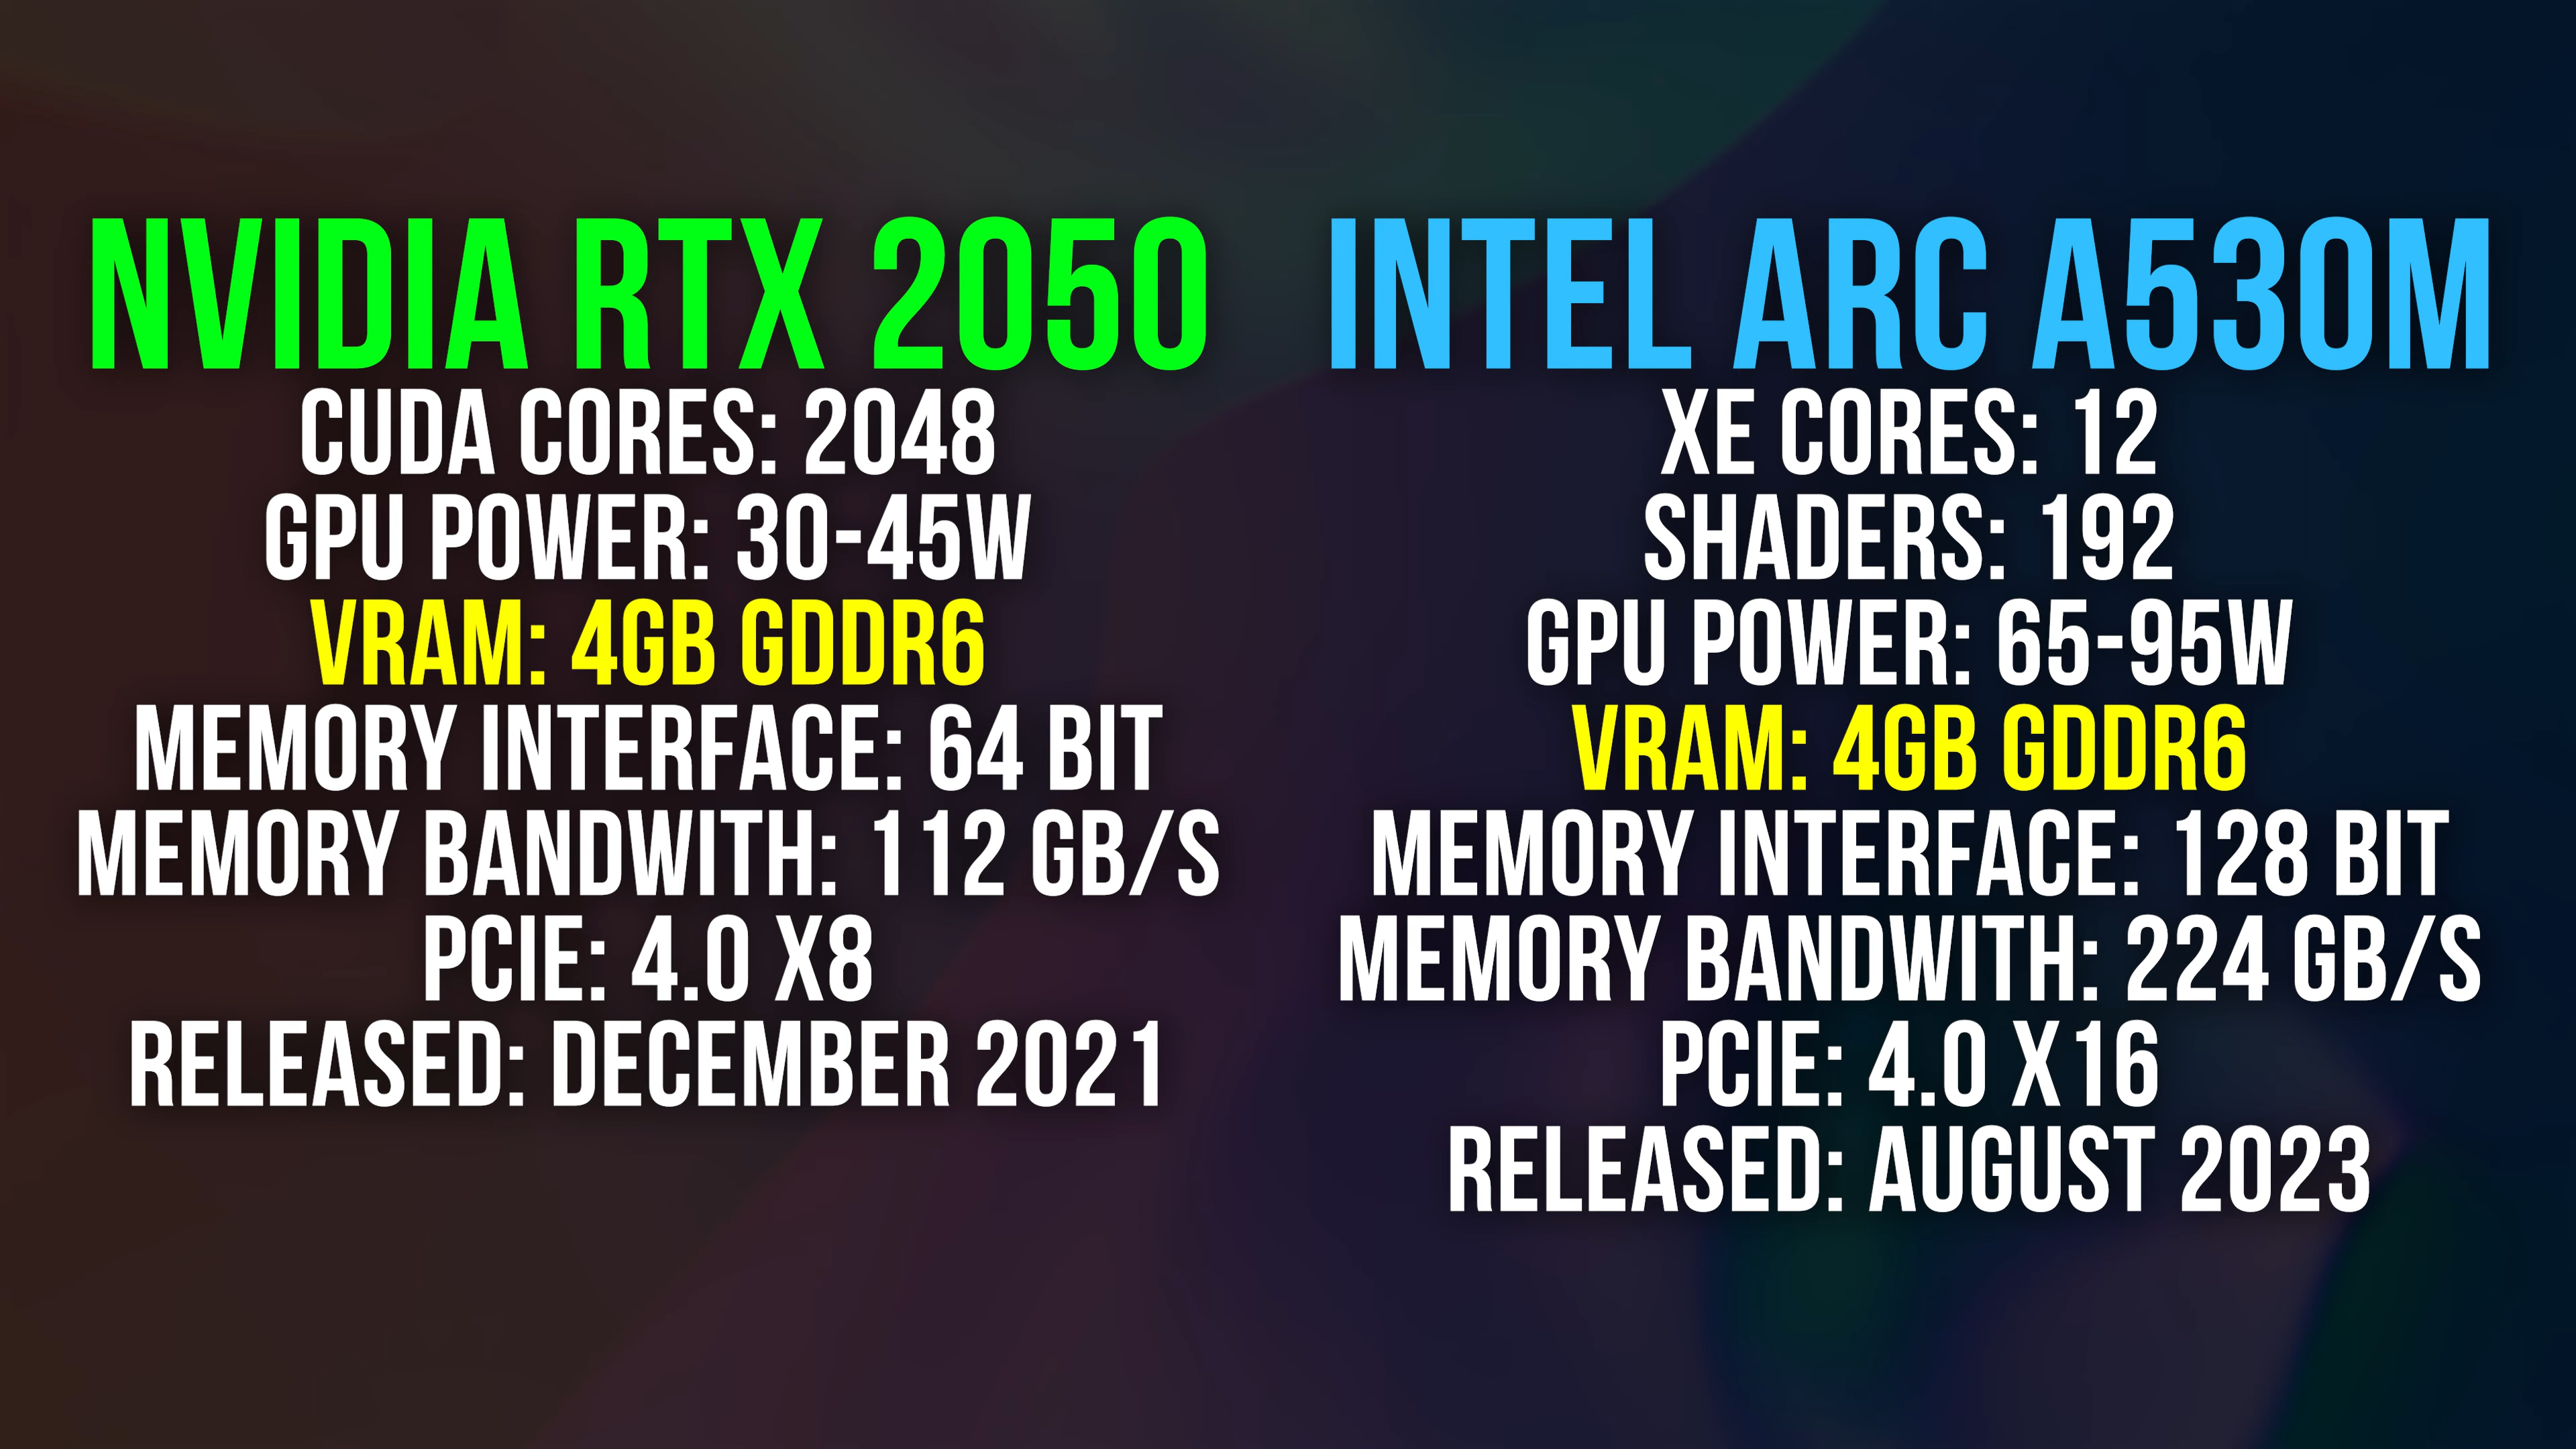 NVIDIA RTX 2050
CUDA CORES: 2048
GPU POWER: 30-45W
VRAM: 4GB GDDR6
MEMORY INTERFACE: 64 BIT
MEMORY BANDWITH: 112 GB/S
PCIE: 4.0 X8
RELEASED: DECEMBER 2021
INTEL ARC A530M
XE CORES: 12
SHADERS: 192
GPU POWER: 65-95W
VRAM: 4GB GDDR6
MEMORY INTERFACE: 128 BIT
MEMORY BANDWITH: 224 GB/S
PCIE: 4.0 X16
RELEASED: AUGUST 2023